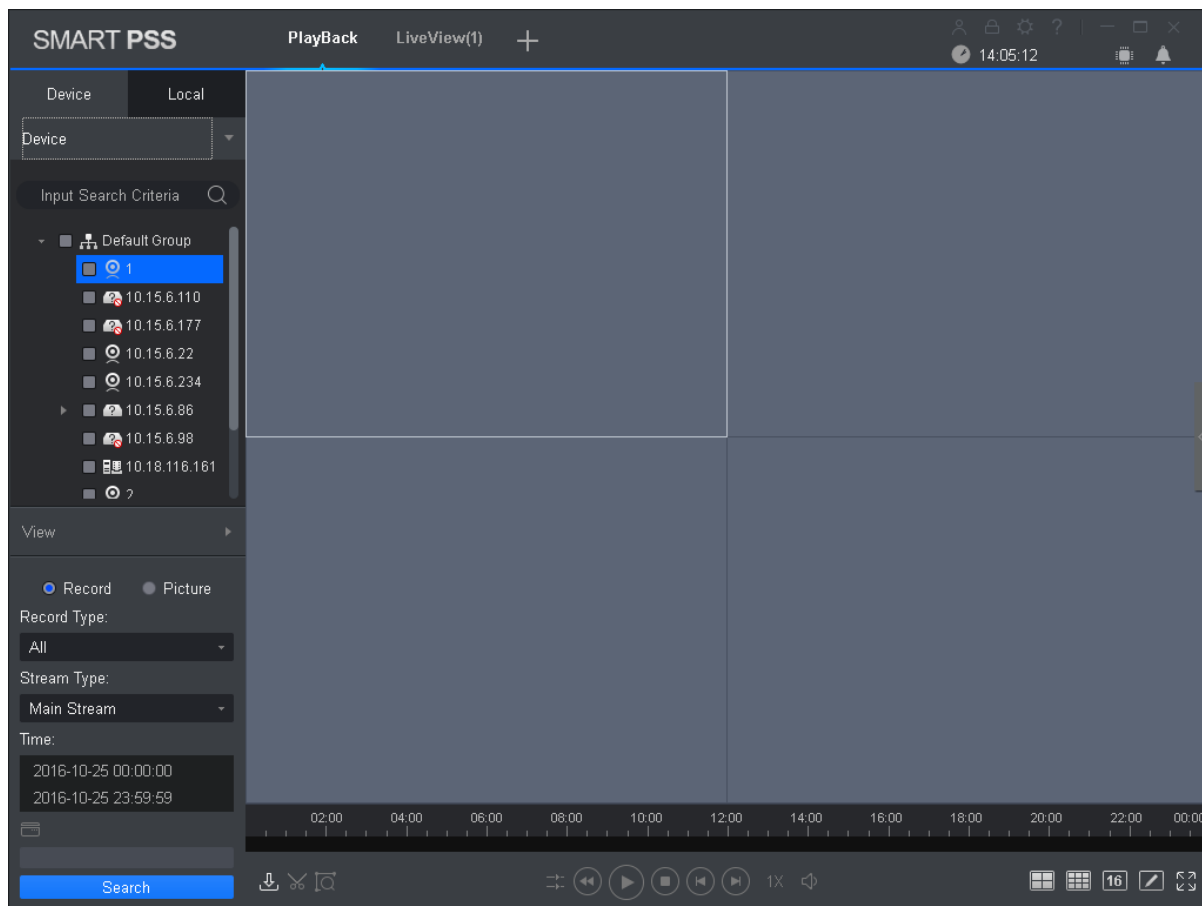 SMART PSS
PlayBack
LiveView(1)
14:05:12
Device
Local
Device
Input Search Criteria
Default Group
1
10.15.6.110
10.15.6.177
10.15.6.22
10.15.6.234
10.15.6.86
10.15.6.98
10.18.116.161
2
View
Record
Picture
Record Type:
All
Stream Type:
Main Stream
Time:
2016-10-25 00:00:00
2016-10-25 23:59:59
Search
02:00 04:00 06:00 08:00 10:00 12:00 14:00 16:00 18:00 20:00 22:00 00:00
1X
16